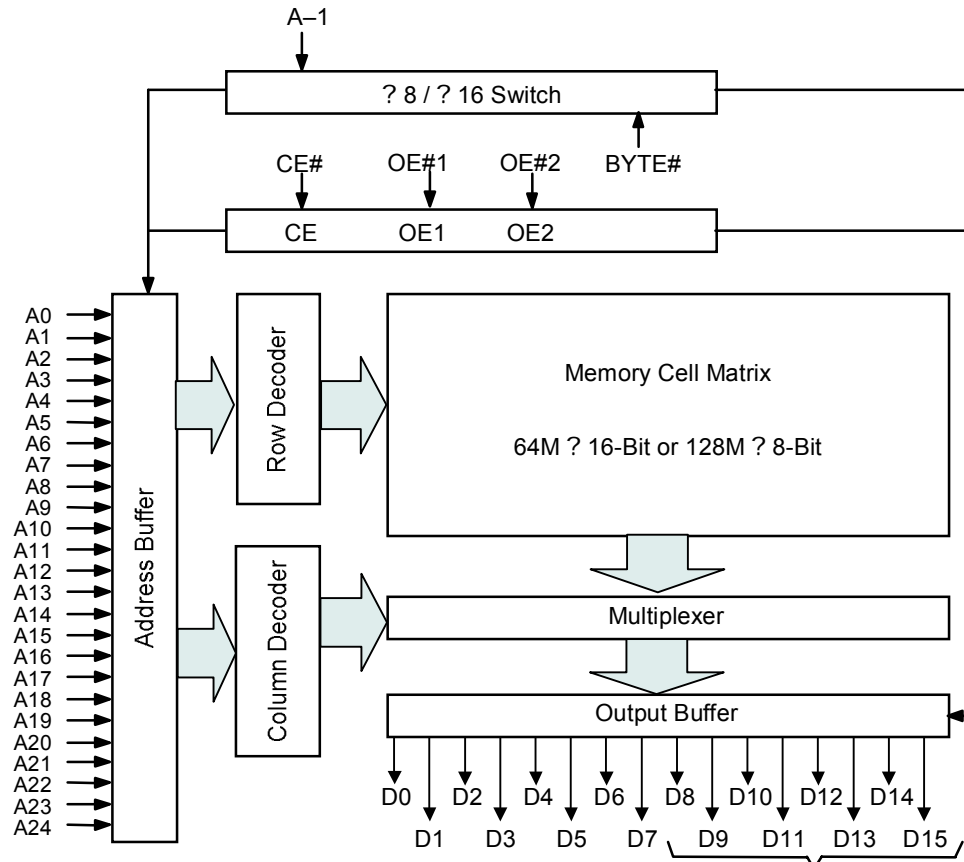 A–1
? 8 / ? 16 Switch
CE#
OE#1
OE#2
BYTE#
CE
OE1
OE2
A0
A1
A2
A3
A4
A5
A6
A7
A8
A9
A10
A11
A12
A13
A14
A15
A16
A17
A18
A19
A20
A21
A22
A23
A24
Address Buffer
Row Decoder
Column Decoder
Memory Cell Matrix
64M ? 16-Bit or 128M ? 8-Bit
Multiplexer
Output Buffer
D0
D2
D4
D6
D8
D10
D12
D14
D1
D3
D5
D7
D9
D11
D13
D15